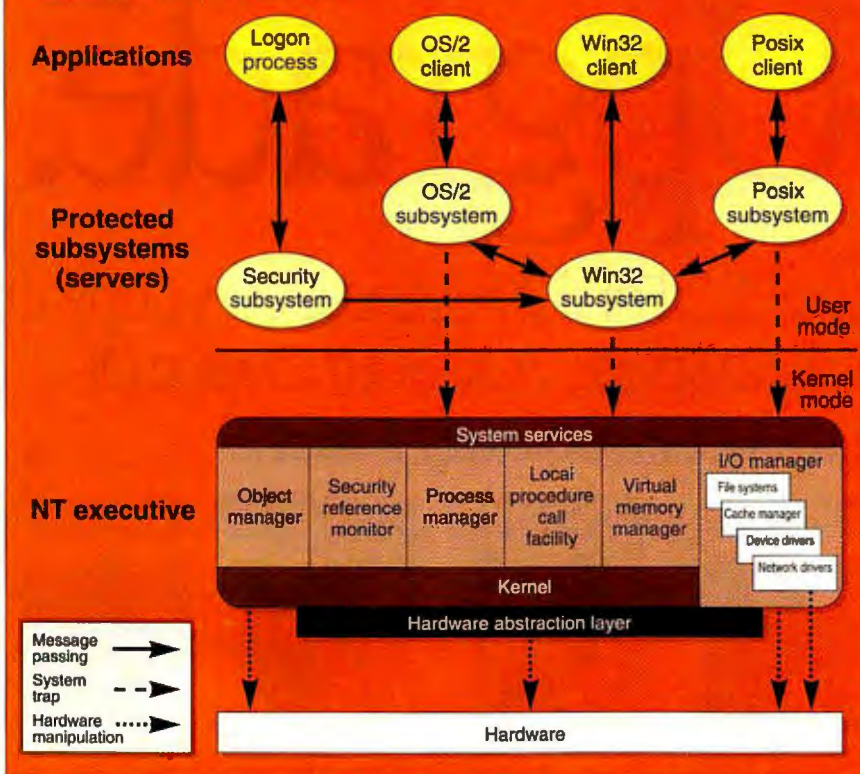 Applications
Logon
process
OS/2
client
Win32
client
Posix
client
Protected
subsystems
(servers)
OS/2
subsystem
Posix
subsystem
Security
subsystem
Win32
subsystem
User
mode
Kernel
mode
NT executive
System services
Object
manager
Security
reference
monitor
Process
manager
Local
procedure
call
facility
Virtual
memory
manager
I/O manager
File systems
Cache manager
Device drivers
Network drivers
Kernel
Hardware abstraction layer
Message
passing
System
trap
Hardware
manipulation
Hardware